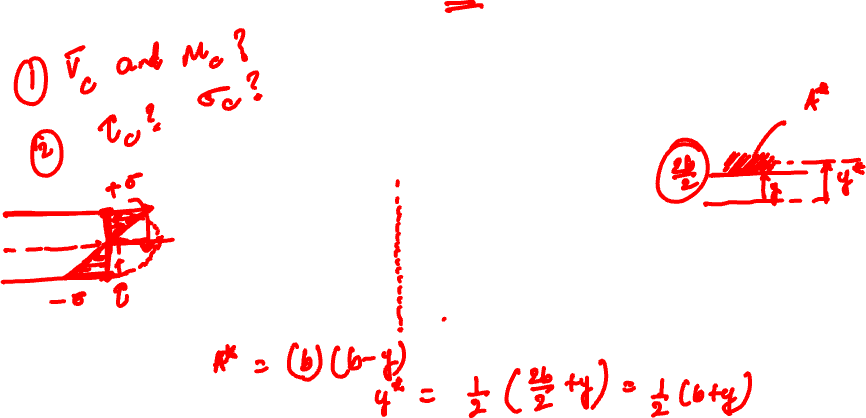 ① V_c and M_c?
② τ_c? σ_c?
+σ
-σ τ
A*
2b/2 y y*
A* = (b)(b-y)
y* = 1/2 (2b/2 + y) = 1/2 (b+y)